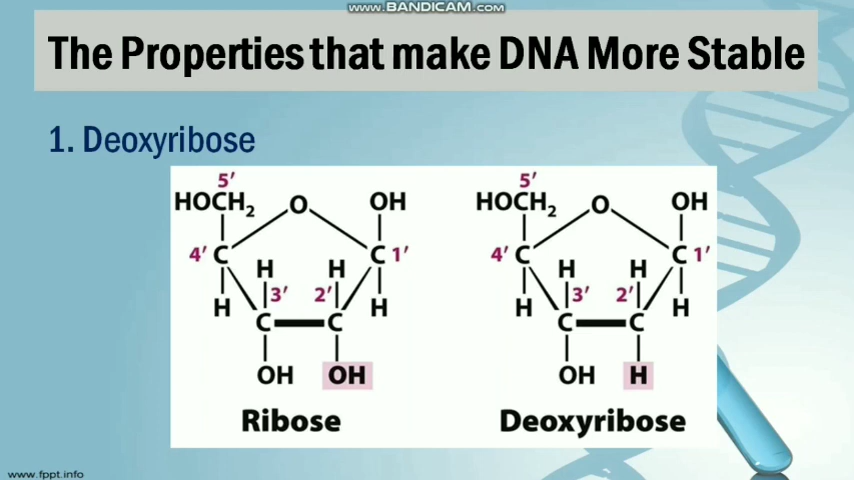 www.BANDICAM.com
The Properties that make DNA More Stable
1. Deoxyribose
5′ 5′
HOCH₂ O OH HOCH₂ O OH
4′ C C 1′ 4′ C C 1′
H H H H
3′ 2′ 3′ 2′
H H H H
C C C C
OH OH OH H
Ribose Deoxyribose
www.fppt.info